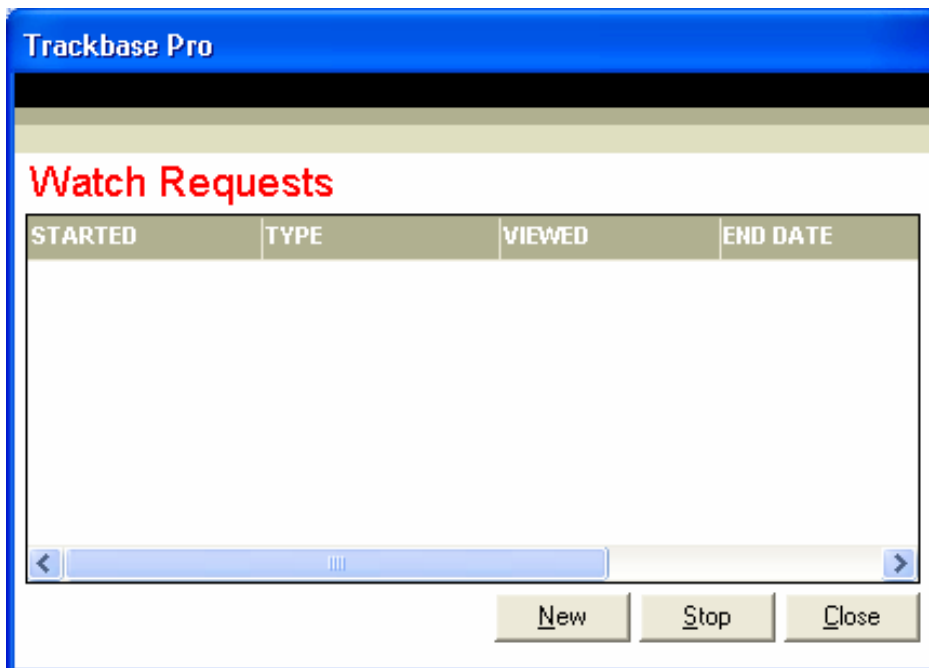 Trackbase Pro
Watch Requests
STARTED TYPE VIEWED END DATE
New Stop Close